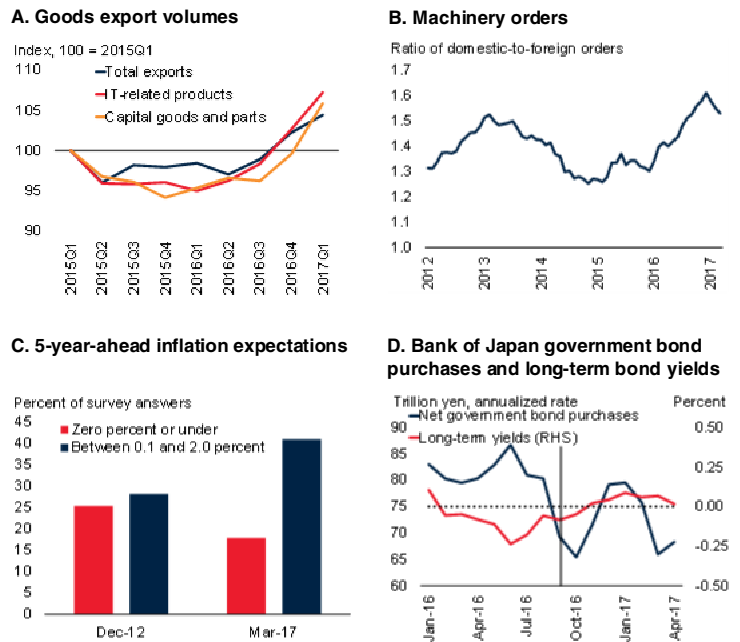 A. Goods export volumes
Index, 100 = 2015Q1
110
105
100
95
90
Total exports
IT-related products
Capital goods and parts
2015Q1
2015Q2
2015Q3
2015Q4
2016Q1
2016Q2
2016Q3
2016Q4
2017Q1
B. Machinery orders
Ratio of domestic-to-foreign orders
1.7
1.6
1.5
1.4
1.3
1.2
1.1
1.0
2012
2013
2014
2015
2016
2017
C. 5-year-ahead inflation expectations
Percent of survey answers
45
40
35
30
25
20
15
10
5
0
Zero percent or under
Between 0.1 and 2.0 percent
Dec-12
Mar-17
D. Bank of Japan government bond
purchases and long-term bond yields
Trillion yen, annualized rate
Percent
Net government bond purchases
Long-term yields (RHS)
90
85
80
75
70
65
60
0.50
0.25
0.00
-0.25
-0.50
Jan-16
Apr-16
Jul-16
Oct-16
Jan-17
Apr-17